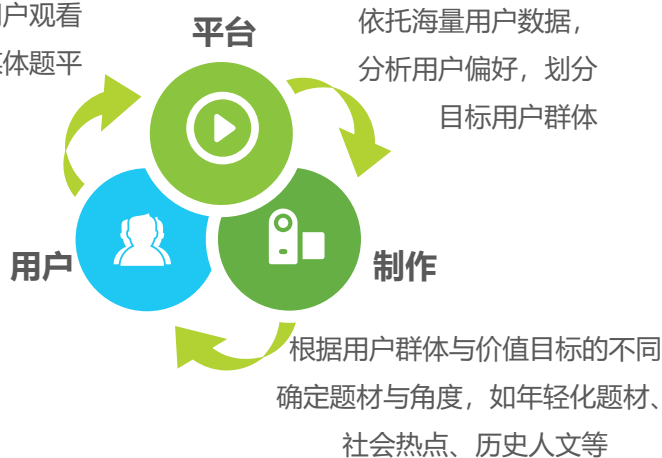 户观看
体题平
平台
依托海量用户数据，
分析用户偏好，划分
目标用户群体
用户
制作
根据用户群体与价值目标的不同
确定题材与角度，如年轻化题材、
社会热点、历史人文等